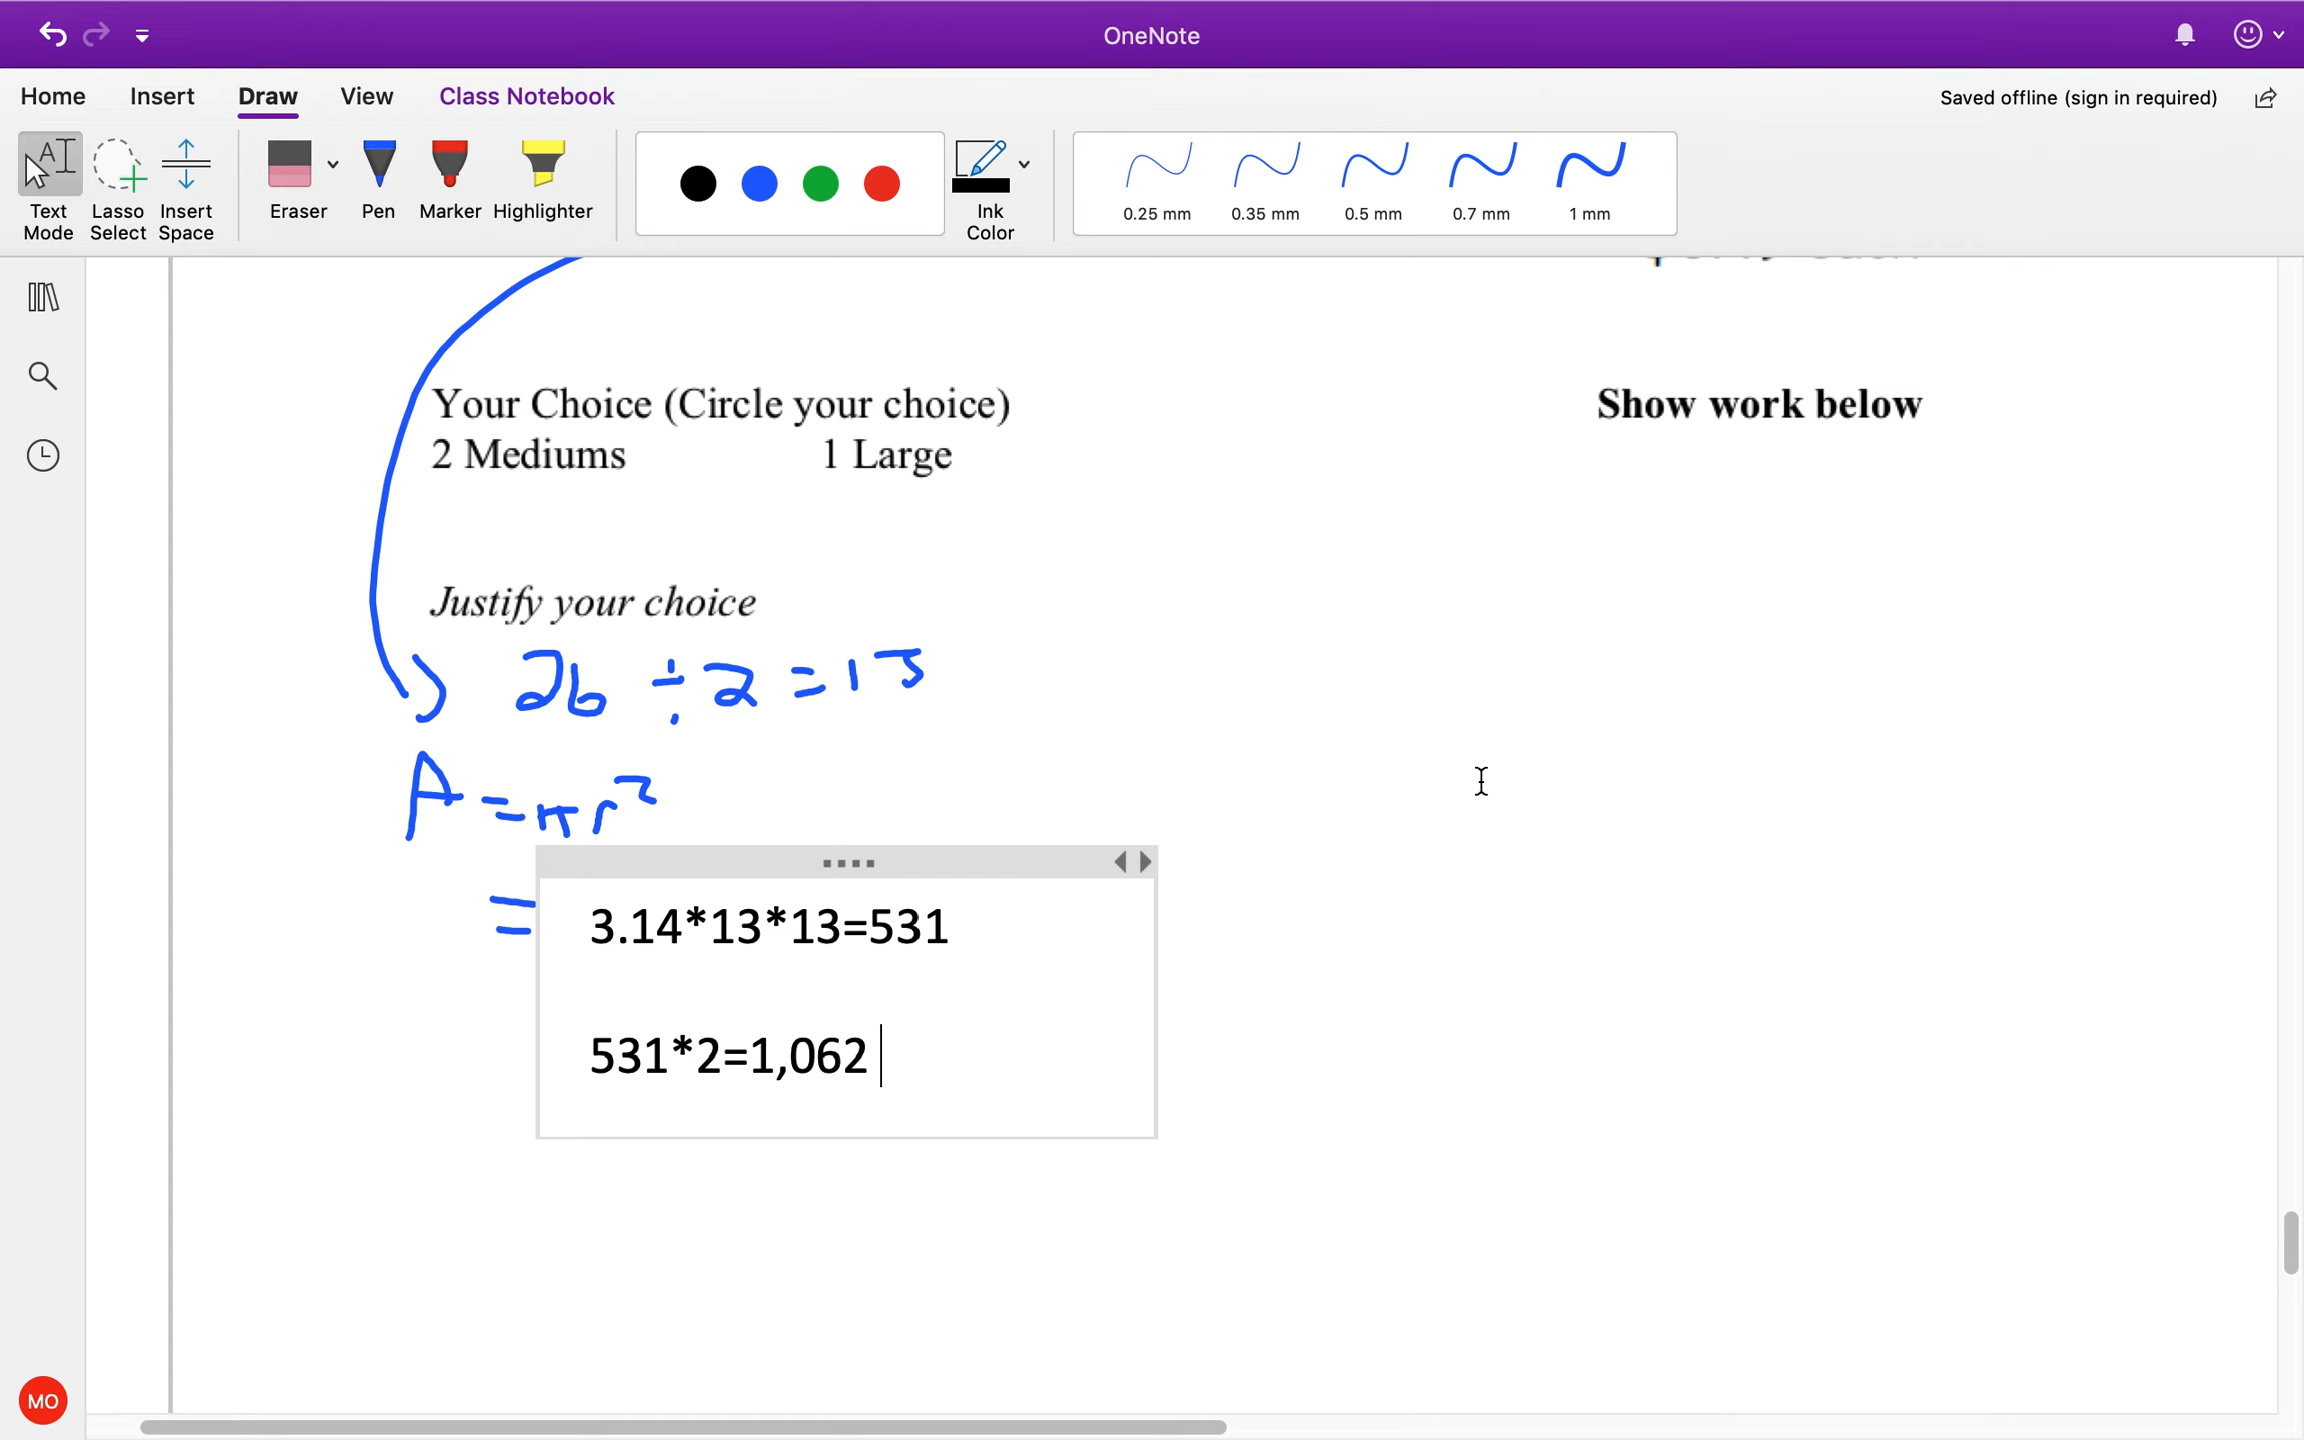 OneNote
Home Insert Draw View Class Notebook
Saved offline (sign in required)
Text Mode
Lasso Select
Insert Space
Eraser
Pen
Marker
Highlighter
Ink Color
0.25 mm
0.35 mm
0.5 mm
0.7 mm
1 mm
Your Choice (Circle your choice)
2 Mediums 1 Large
Show work below
Justify your choice
26 ÷ 2 = 13
A = πr²
=
3.14*13*13=531
531*2=1,062
MO